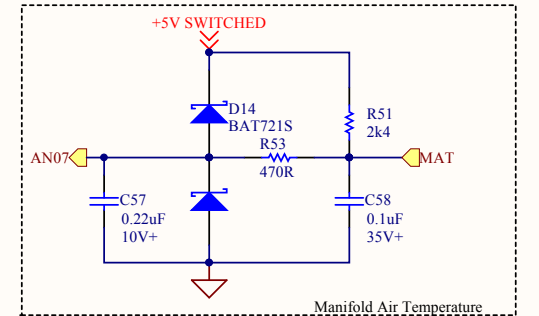 +5V SWITCHED
D14
BAT721S
R51
2k4
R53
470R
AN07
MAT
C57
0.22uF
10V+
C58
0.1uF
35V+
Manifold Air Temperature